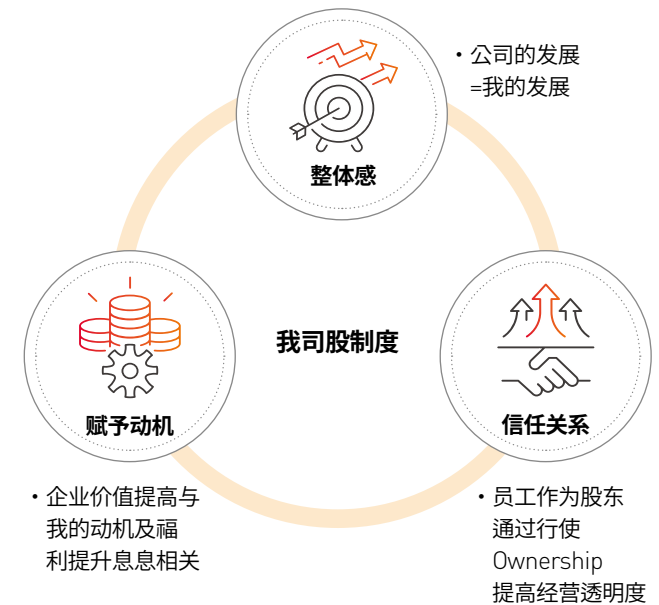 ・公司的发展
=我的发展
整体感
我司股制度
赋予动机
信任关系
・企业价值提高与
我的动机及福
利提升息息相关
・员工作为股东
通过行使
Ownership
提高经营透明度